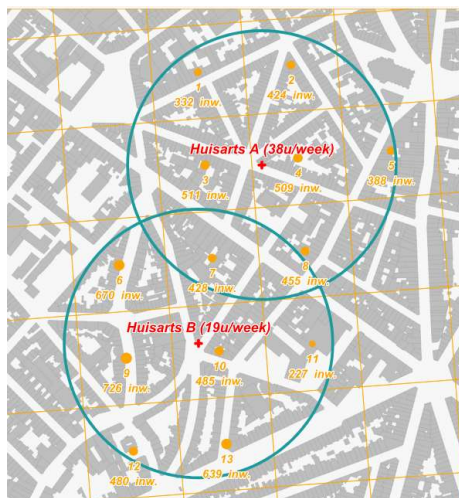 1
332 inw.
2
424 inw.
Huisarts A (38u/week)
3
511 inw.
4
509 inw.
5
388 inw.
6
670 inw.
7
428 inw.
8
455 inw.
Huisarts B (19u/week)
9
726 inw.
10
485 inw.
11
227 inw.
12
480 inw.
13
639 inw.